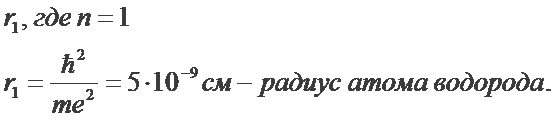 r₁, где n = 1
r₁ = ħ² / me² = 5·10⁻⁹ см – радиус атома водорода.